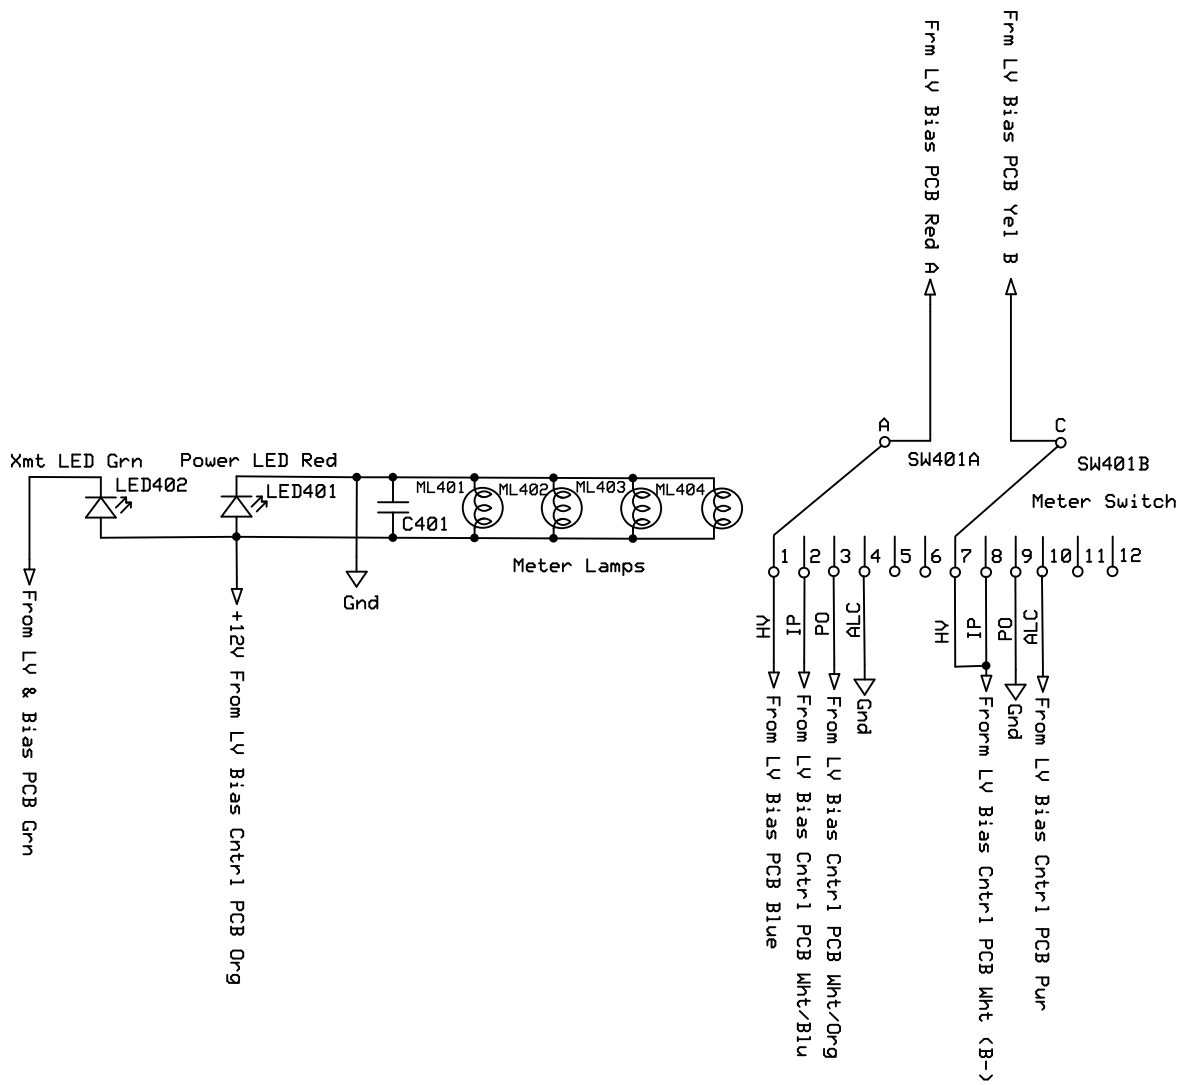 Frm LV Bias PCB Red A
Frm LV Bias PCB Yel B
A
C
SW401A
SW401B
Meter Switch
Xmt LED Grn
Power LED Red
LED402
LED401
ML401
ML402
ML403
ML404
C401
Meter Lamps
Gnd
1
2
3
4
5
6
7
8
9
10
11
12
HV
IP
PO
ALC
HV
IP
PO
ALC
Gnd
Gnd
From LV & Bias PCB Grn
+12V From LV Bias Cntrl PCB Org
From LV Bias PCB Blue
From LV Bias Cntrl PCB Wht/Blu
From LV Bias Cntrl PCB Wht/Org
Frorm LV Bias Cntrl PCB Wht (B-)
From LV Bias Cntrl PCB Pur